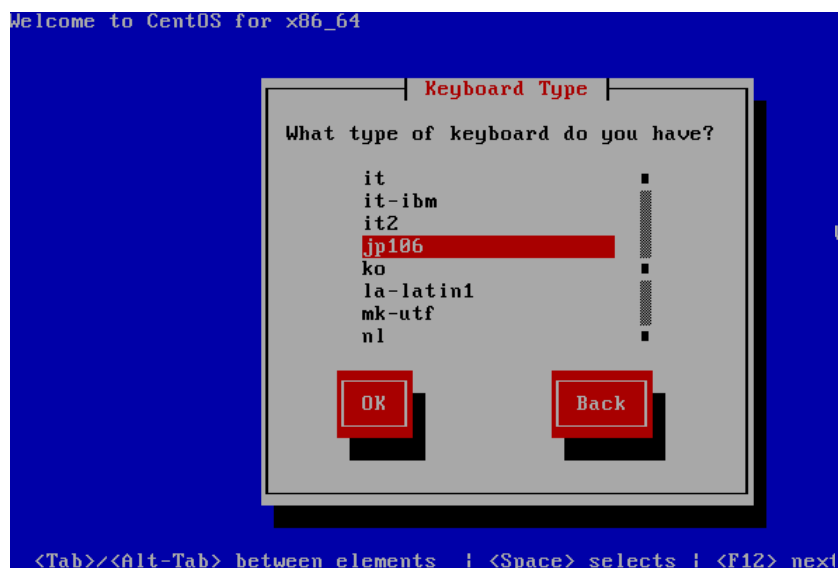 Welcome to CentOS for x86_64
Keyboard Type
What type of keyboard do you have?
it
it-ibm
it2
jp106
ko
la-latin1
mk-utf
nl
OK Back
<Tab>/<Alt-Tab> between elements | <Space> selects | <F12> next